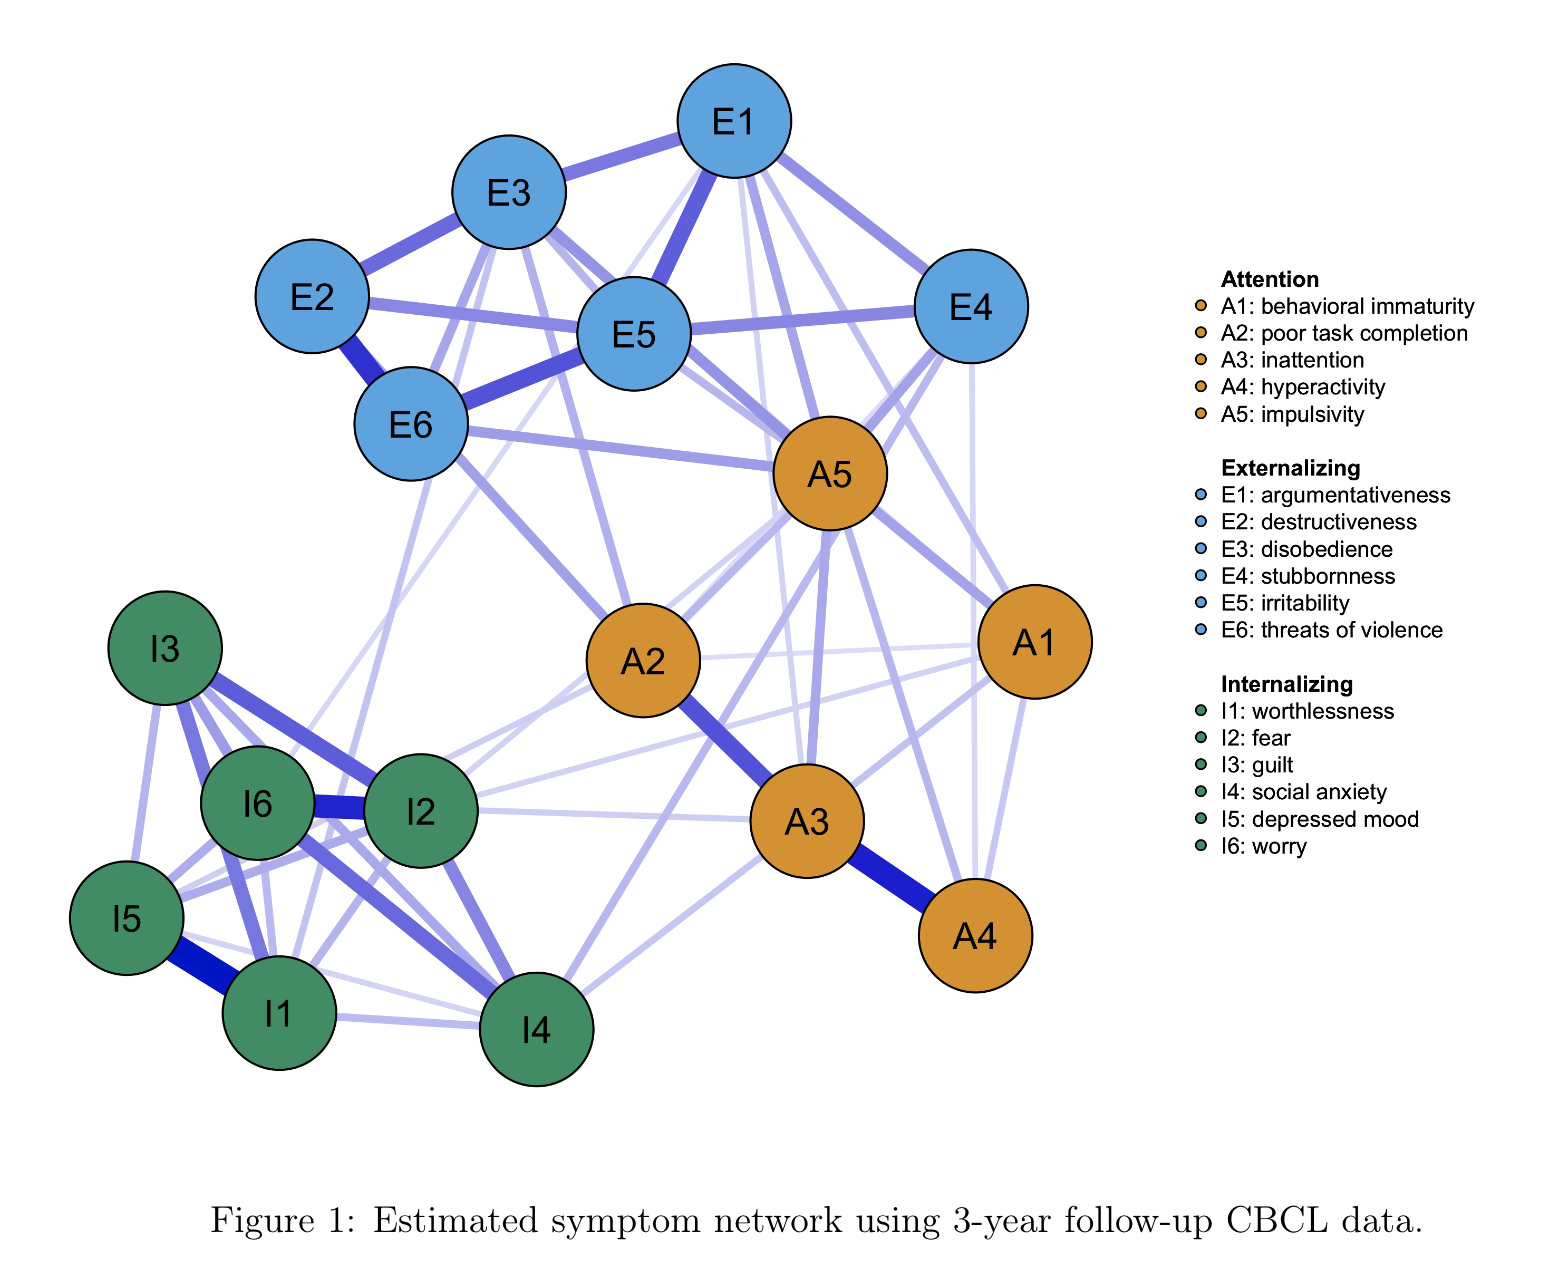 E1
E3
E2
E4
E5
E6
A5
I3
A2
A1
I6
I2
A3
I5
A4
I1
I4
Attention
A1: behavioral immaturity
A2: poor task completion
A3: inattention
A4: hyperactivity
A5: impulsivity
Externalizing
E1: argumentativeness
E2: destructiveness
E3: disobedience
E4: stubbornness
E5: irritability
E6: threats of violence
Internalizing
I1: worthlessness
I2: fear
I3: guilt
I4: social anxiety
I5: depressed mood
I6: worry
Figure 1: Estimated symptom network using 3-year follow-up CBCL data.